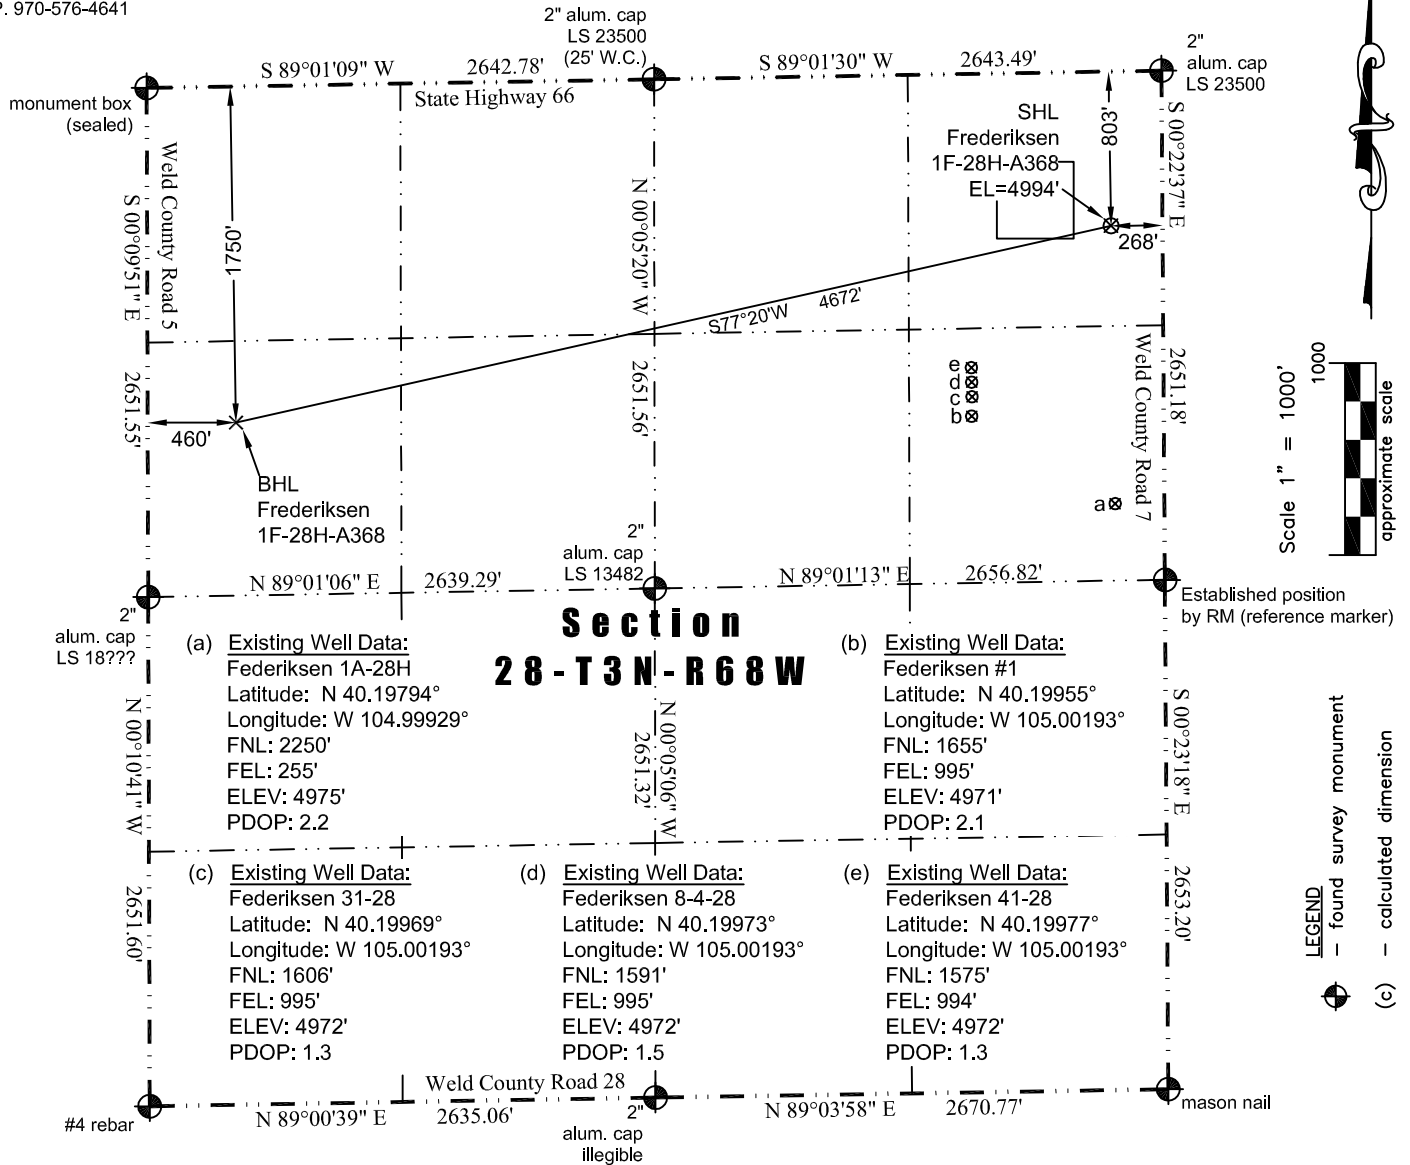 P. 970-576-4641
2" alum. cap
LS 23500
(25' W.C.)
2"
alum. cap
LS 23500
S 89°01'09" W
2642.78'
S 89°01'30" W
2643.49'
State Highway 66
monument box
(sealed)
SHL
Frederiksen
1F-28H-A368
EL=4994'
803'
268'
S 00°22'37" E
2651.18'
Weld County Road 7
Weld County Road 5
S 00°09'51" E
2651.55'
1750'
460'
N 00°05'20" W
2651.56'
S77°20'W
4672'
BHL
Frederiksen
1F-28H-A368
e
d
c
b
a
1000
Scale 1" = 1000'
approximate scale
2"
alum. cap
LS 13482
N 89°01'06" E
2639.29'
N 89°01'13" E
2656.82'
Established position
by RM (reference marker)
2"
alum. cap
LS 18???
Section
28-T3N-R68W
(a) Existing Well Data:
Federiksen 1A-28H
Latitude: N 40.19794°
Longitude: W 104.99929°
FNL: 2250'
FEL: 255'
ELEV: 4975'
PDOP: 2.2
(b) Existing Well Data:
Federiksen #1
Latitude: N 40.19955°
Longitude: W 105.00193°
FNL: 1655'
FEL: 995'
ELEV: 4971'
PDOP: 2.1
N 00°10'41" W
2651.60'
N 00°05'06" W
2651.32'
S 00°23'18" E
2653.20'
(c) Existing Well Data:
Federiksen 31-28
Latitude: N 40.19969°
Longitude: W 105.00193°
FNL: 1606'
FEL: 995'
ELEV: 4972'
PDOP: 1.3
(d) Existing Well Data:
Federiksen 8-4-28
Latitude: N 40.19973°
Longitude: W 105.00193°
FNL: 1591'
FEL: 995'
ELEV: 4972'
PDOP: 1.5
(e) Existing Well Data:
Federiksen 41-28
Latitude: N 40.19977°
Longitude: W 105.00193°
FNL: 1575'
FEL: 994'
ELEV: 4972'
PDOP: 1.3
LEGEND
– found survey monument
(c) – calculated dimension
Weld County Road 28
N 89°00'39" E
2635.06'
N 89°03'58" E
2670.77'
#4 rebar
2"
alum. cap
illegible
mason nail